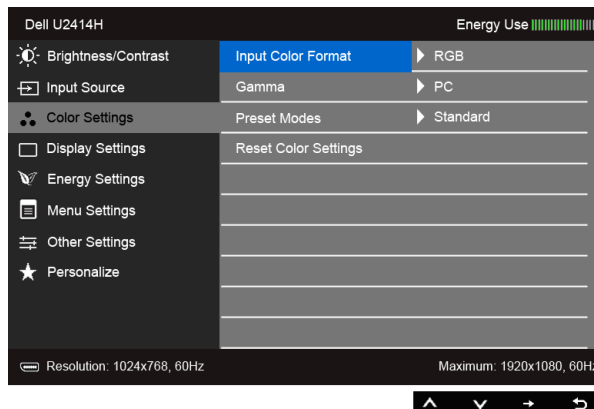 Dell U2414H Energy Use
Brightness/Contrast Input Color Format RGB
Input Source Gamma PC
Color Settings Preset Modes Standard
Display Settings Reset Color Settings
Energy Settings
Menu Settings
Other Settings
Personalize
Resolution: 1024x768, 60Hz Maximum: 1920x1080, 60Hz